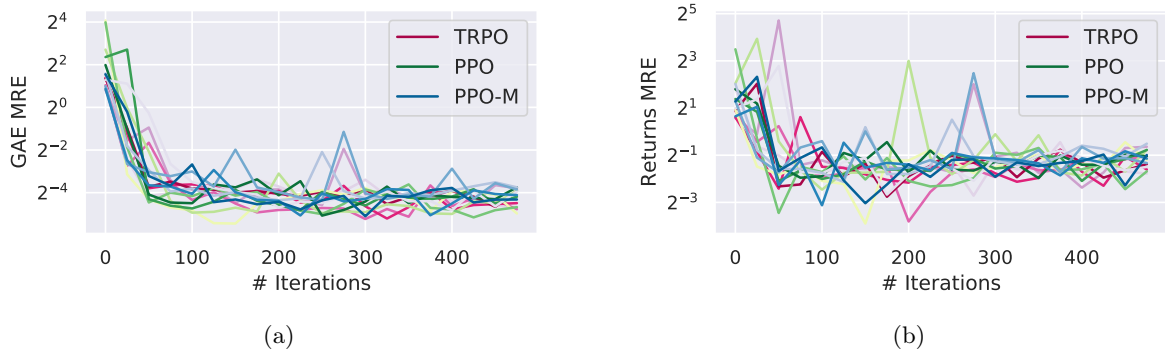 2^4
2^2
2^0
2^-2
2^-4
GAE MRE
0 100 200 300 400
# Iterations
TRPO
PPO
PPO-M
(a)
2^5
2^3
2^1
2^-1
2^-3
Returns MRE
0 100 200 300 400
# Iterations
TRPO
PPO
PPO-M
(b)